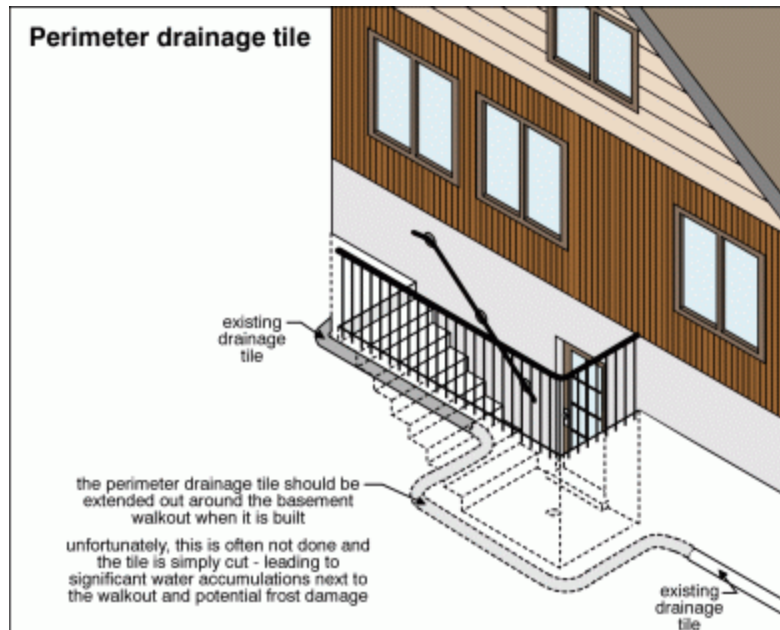 Perimeter drainage tile
existing
drainage
tile
the perimeter drainage tile should be
extended out around the basement
walkout when it is built
unfortunately, this is often not done and
the tile is simply cut - leading to
significant water accumulations next to
the walkout and potential frost damage
existing
drainage
tile